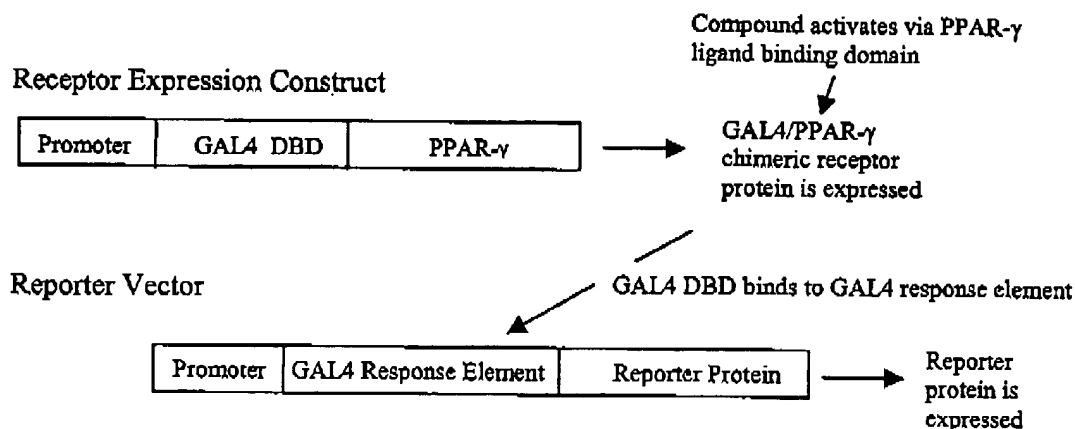 Compound activates via PPAR-γ
ligand binding domain
Receptor Expression Construct
Promoter
GAL4 DBD
PPAR-γ
GAL4/PPAR-γ
chimeric receptor
protein is expressed
Reporter Vector
GAL4 DBD binds to GAL4 response element
Promoter
GAL4 Response Element
Reporter Protein
Reporter
protein is
expressed